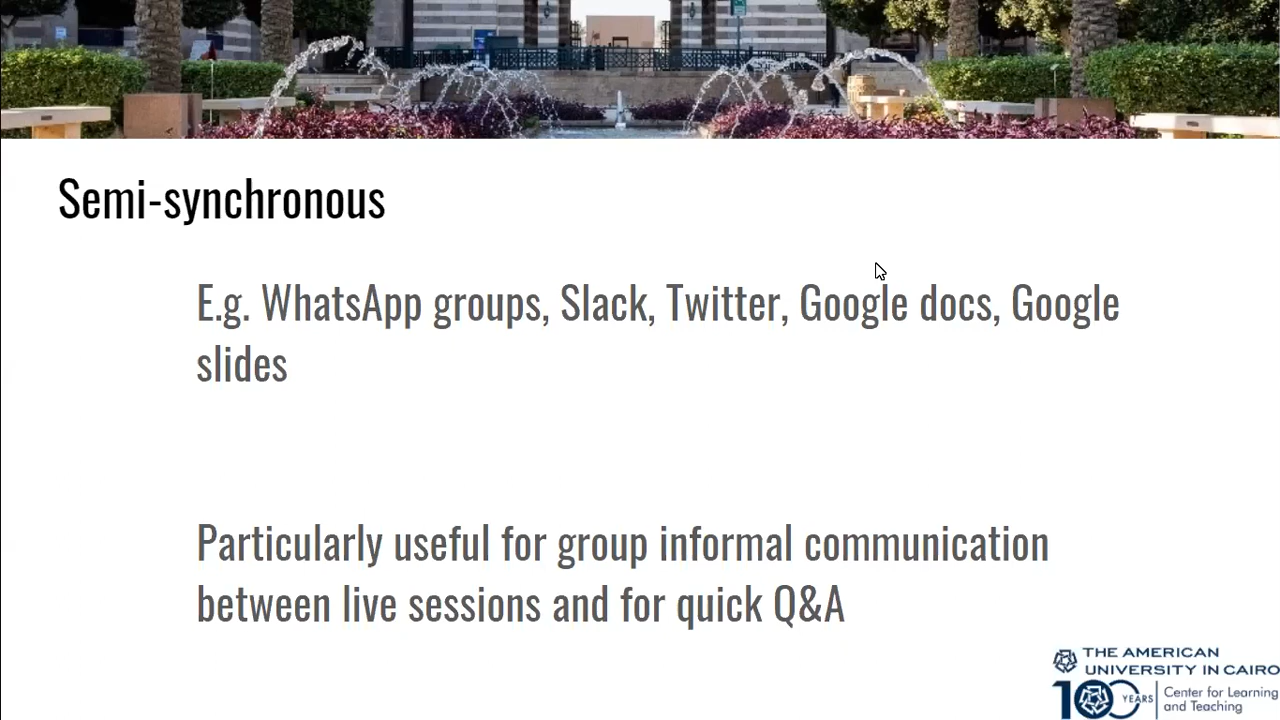 Semi-synchronous
E.g. WhatsApp groups, Slack, Twitter, Google docs, Google
slides
Particularly useful for group informal communication
between live sessions and for quick Q&A
THE AMERICAN
UNIVERSITY IN CAIRO
100 YEARS
Center for Learning
and Teaching